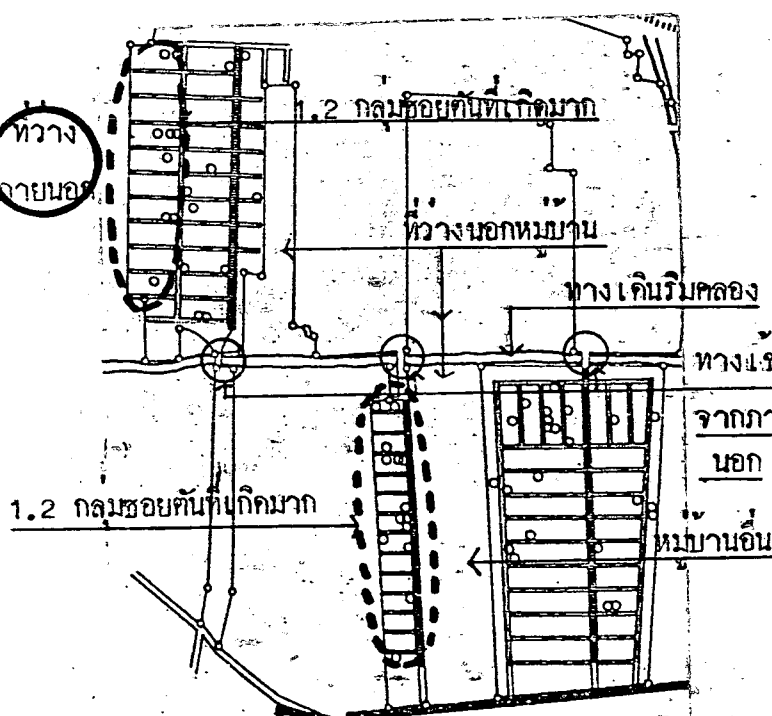 ที่ว่าง
ภายนอก
1.2 กลุ่มซอยตันที่เกิดมาก
ที่ว่างนอกหมู่บ้าน
ทางเดินริมคลอง
จากภา
นอก
1.2 กลุ่มซอยตันที่เกิดมาก
หมู่บ้านอื่น